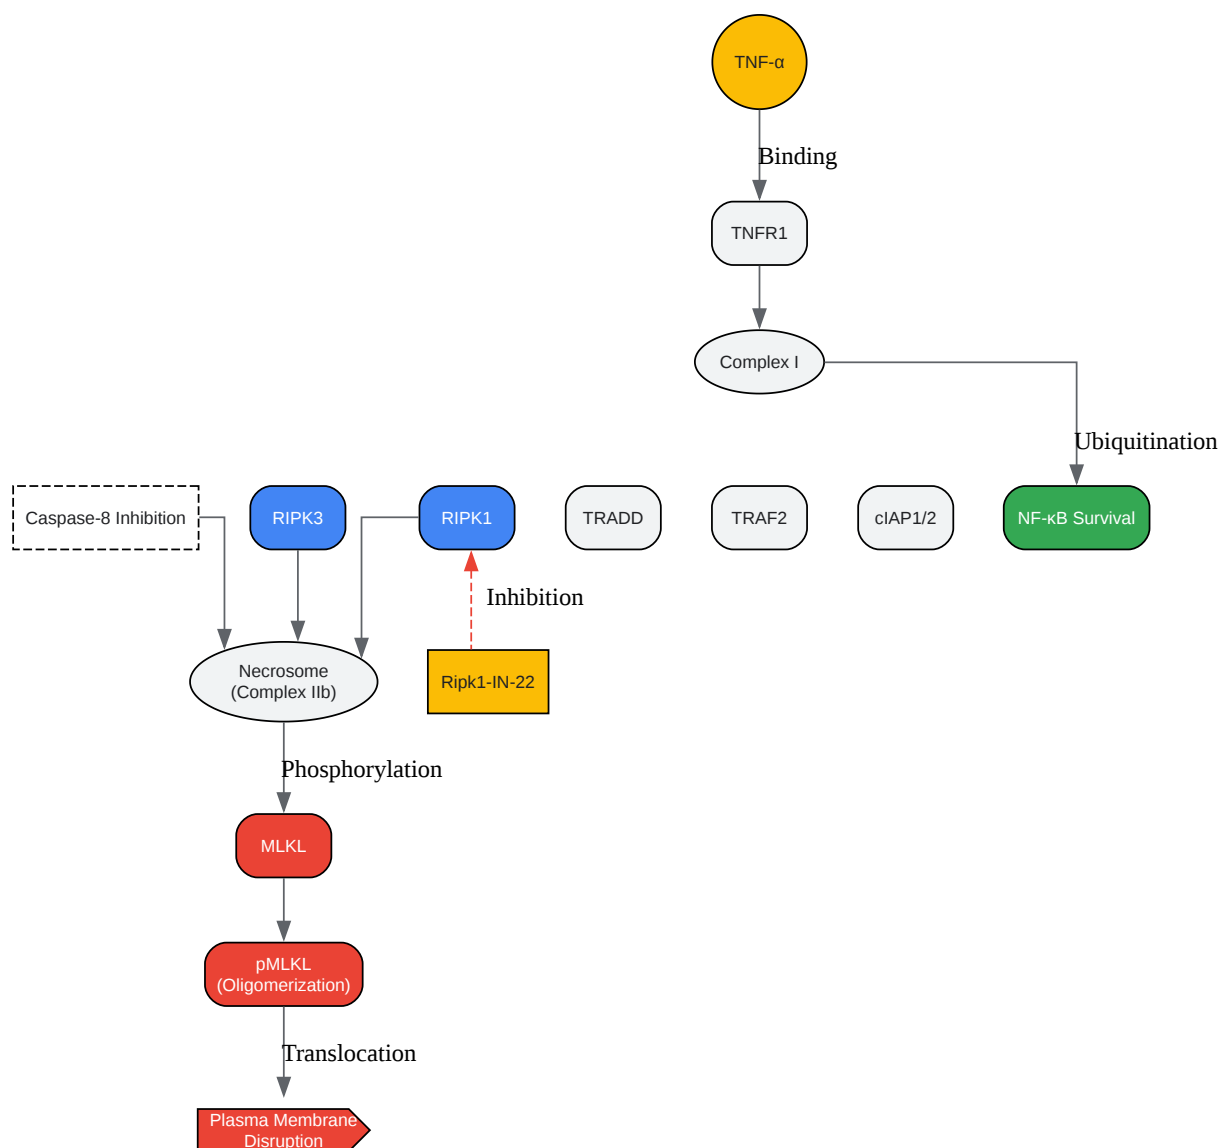 TNF-α
Binding
TNFR1
Complex I
Ubiquitination
Caspase-8 Inhibition
RIPK3
RIPK1
TRADD
TRAF2
cIAP1/2
NF-κB Survival
Inhibition
Necrosome
(Complex IIb)
Ripk1-IN-22
Phosphorylation
MLKL
pMLKL
(Oligomerization)
Translocation
Plasma Membrane
Disruption